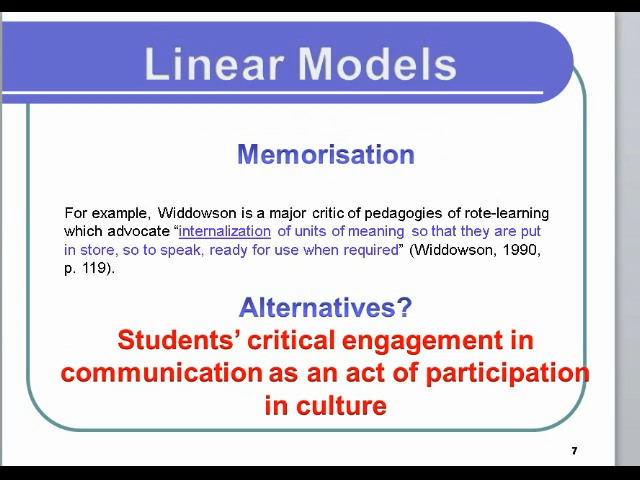 Linear Models
Memorisation
For example, Widdowson is a major critic of pedagogies of rote-learning
which advocate “internalization of units of meaning so that they are put
in store, so to speak, ready for use when required” (Widdowson, 1990,
p. 119).
Alternatives?
Students’ critical engagement in
communication as an act of participation
in culture
7